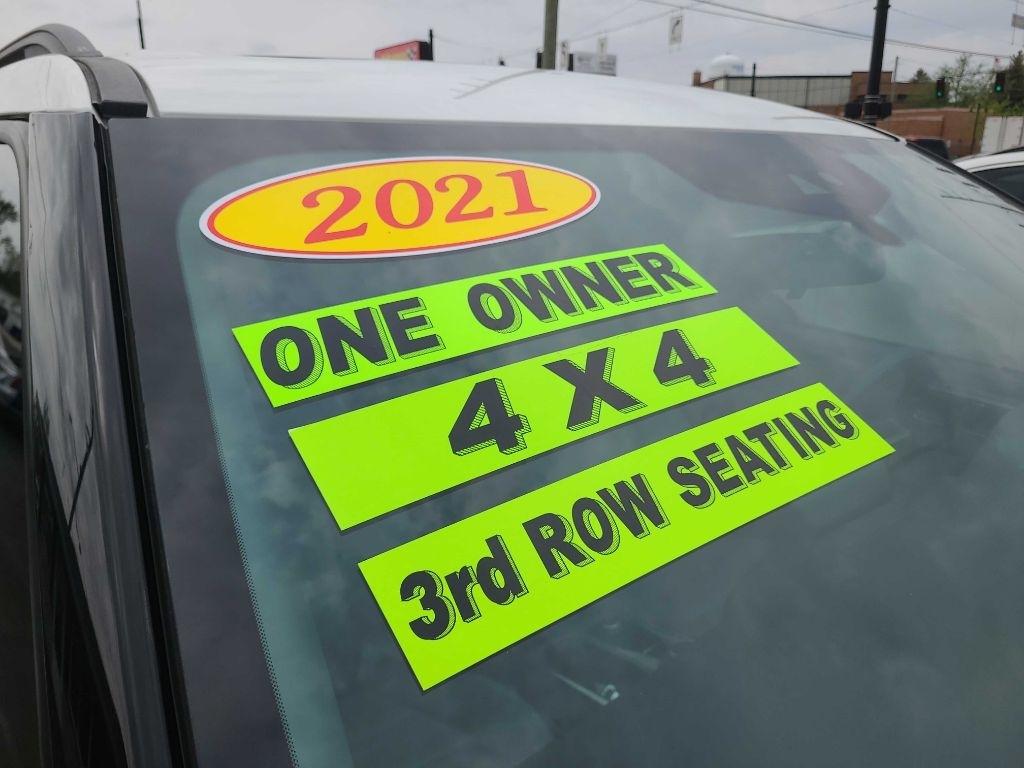 2021
ONE OWNER
4 X 4
3rd ROW SEATING